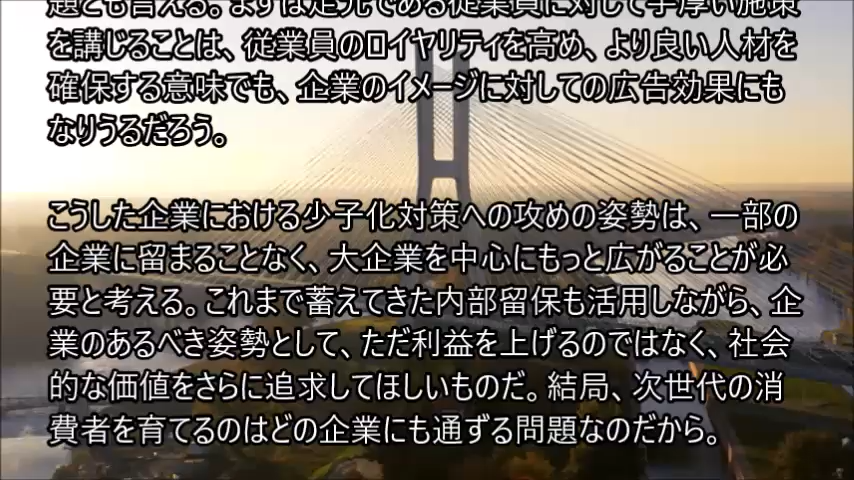 題とも言える。まずは足元である従業員に対して手厚い施策
を講じることは、従業員のロイヤリティを高め、より良い人材を
確保する意味でも、企業のイメージに対しての広告効果にも
なりうるだろう。
こうした企業における少子化対策への攻めの姿勢は、一部の
企業に留まることなく、大企業を中心にもっと広がることが必
要と考える。これまで蓄えてきた内部留保も活用しながら、企
業のあるべき姿勢として、ただ利益を上げるのではなく、社会
的な価値をさらに追求してほしいものだ。結局、次世代の消
費者を育てるのはどの企業にも通ずる問題なのだから。